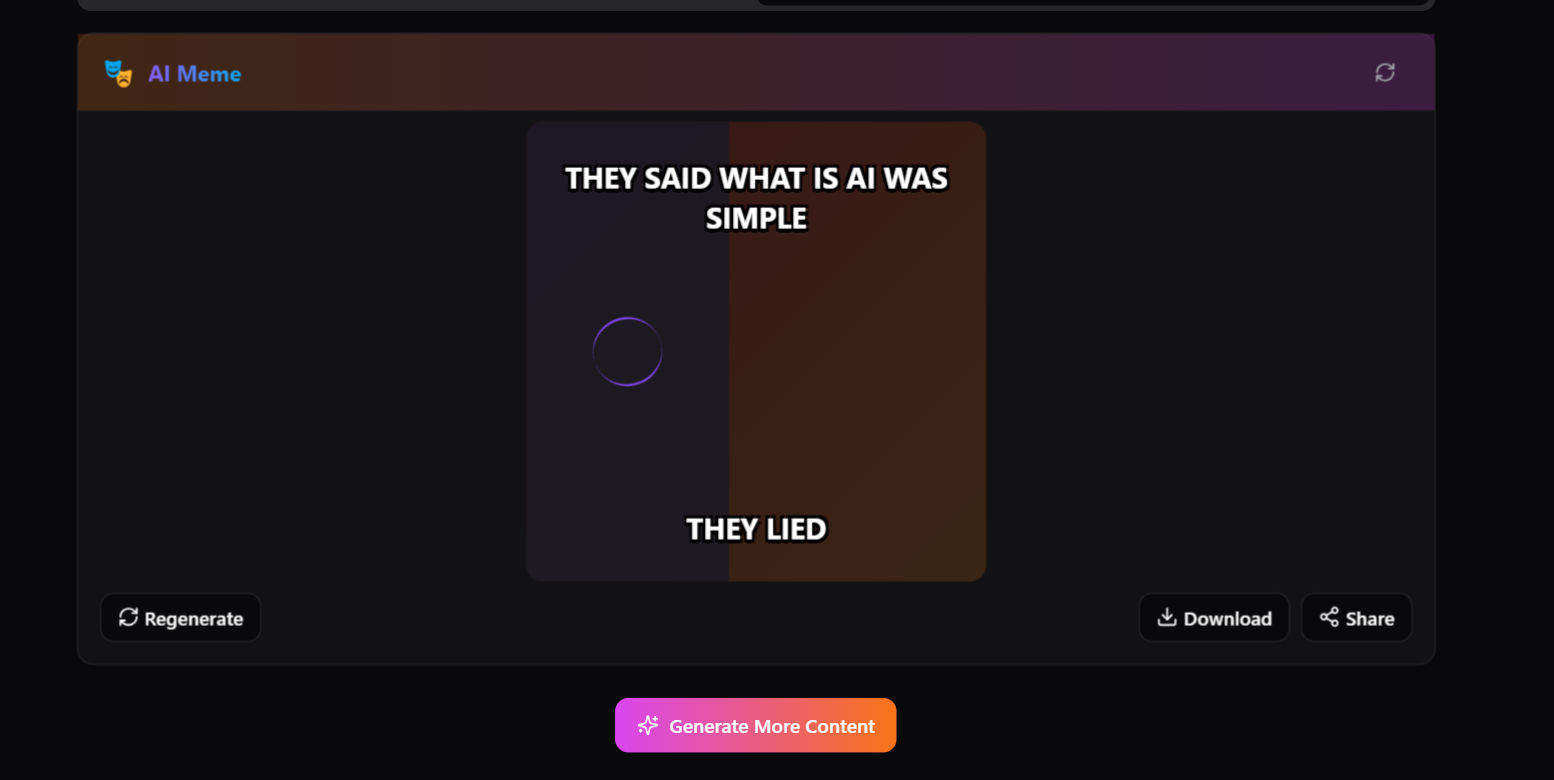 AI Meme
THEY SAID WHAT IS AI WAS
SIMPLE
THEY LIED
Regenerate
Download
Share
Generate More Content